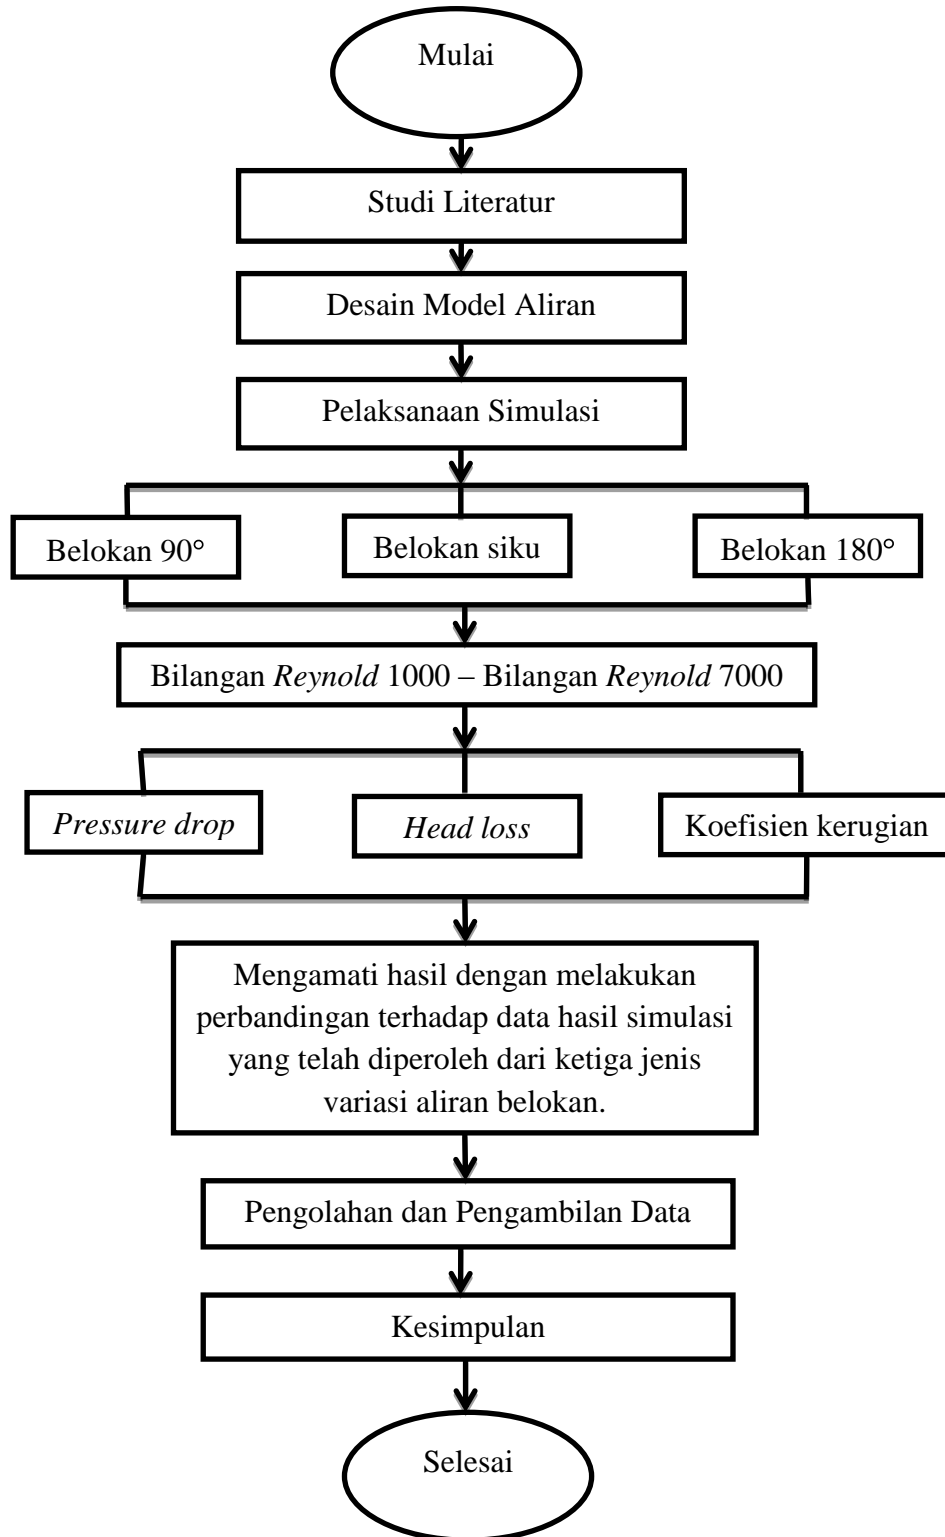 Mulai
Studi Literatur
Desain Model Aliran
Pelaksanaan Simulasi
Belokan 90°
Belokan siku
Belokan 180°
Bilangan Reynold 1000 – Bilangan Reynold 7000
Pressure drop
Head loss
Koefisien kerugian
Mengamati hasil dengan melakukan
perbandingan terhadap data hasil simulasi
yang telah diperoleh dari ketiga jenis
variasi aliran belokan.
Pengolahan dan Pengambilan Data
Kesimpulan
Selesai